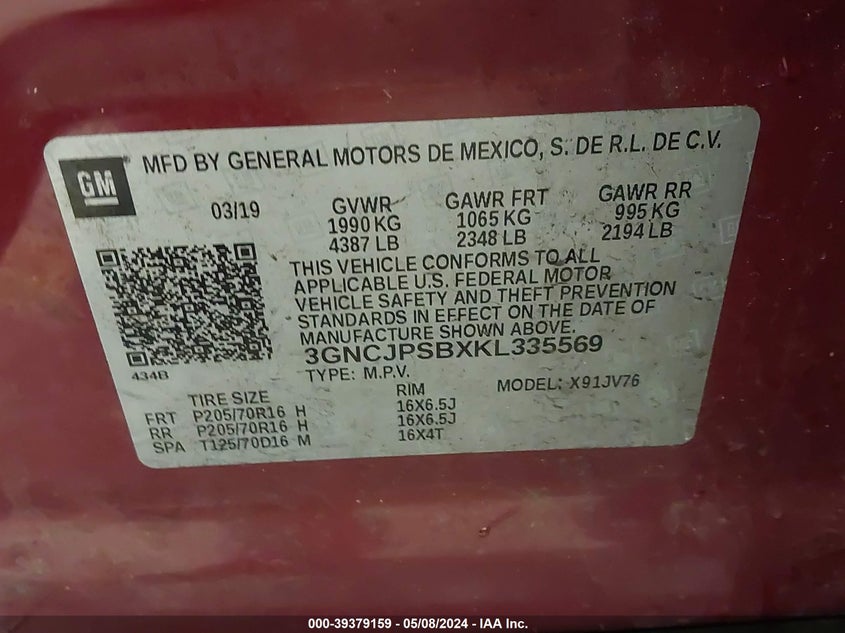 GM
MFD BY GENERAL MOTORS DE MEXICO, S. DE R.L. DE C.V.
03/19 GVWR GAWR FRT GAWR RR
1990 KG 1065 KG 995 KG
4387 LB 2348 LB 2194 LB
THIS VEHICLE CONFORMS TO ALL
APPLICABLE U.S. FEDERAL MOTOR
VEHICLE SAFETY AND THEFT PREVENTION
STANDARDS IN EFFECT ON THE DATE OF
MANUFACTURE SHOWN ABOVE.
3GNCJPSBXKL335569
434B
TYPE: M.P.V. MODEL: X91JV76
TIRE SIZE RIM
FRT P205/70R16 H 16X6.5J
RR P205/70R16 H 16X6.5J
SPA T125/70D16 M 16X4T
000-39379159 — 05/08/2024 — IAA Inc.